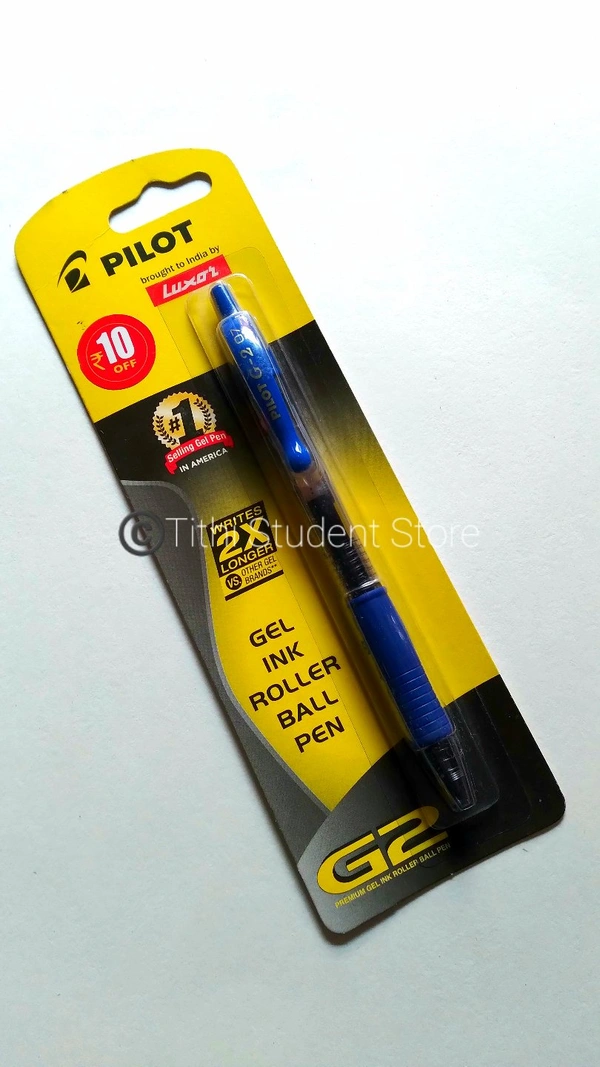 PILOT
brought to India by
Luxor
₹10
OFF
PILOT G-2 07
#1
Selling Gel Pen
IN AMERICA
WRITES
2X
LONGER
VS. OTHER GEL
BRANDS**
© Tithi Student Store
GEL
INK
ROLLER
BALL
PEN
G2
PREMIUM GEL INK ROLLER BALL PEN